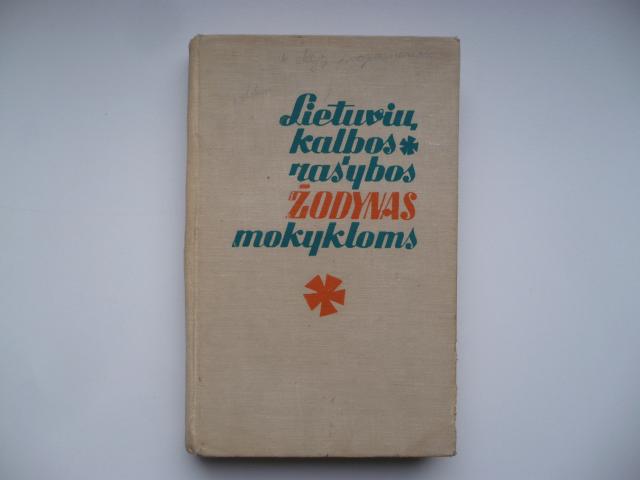 Lietuvių
kalbos
rašybos
ŽODYNAS
mokykloms